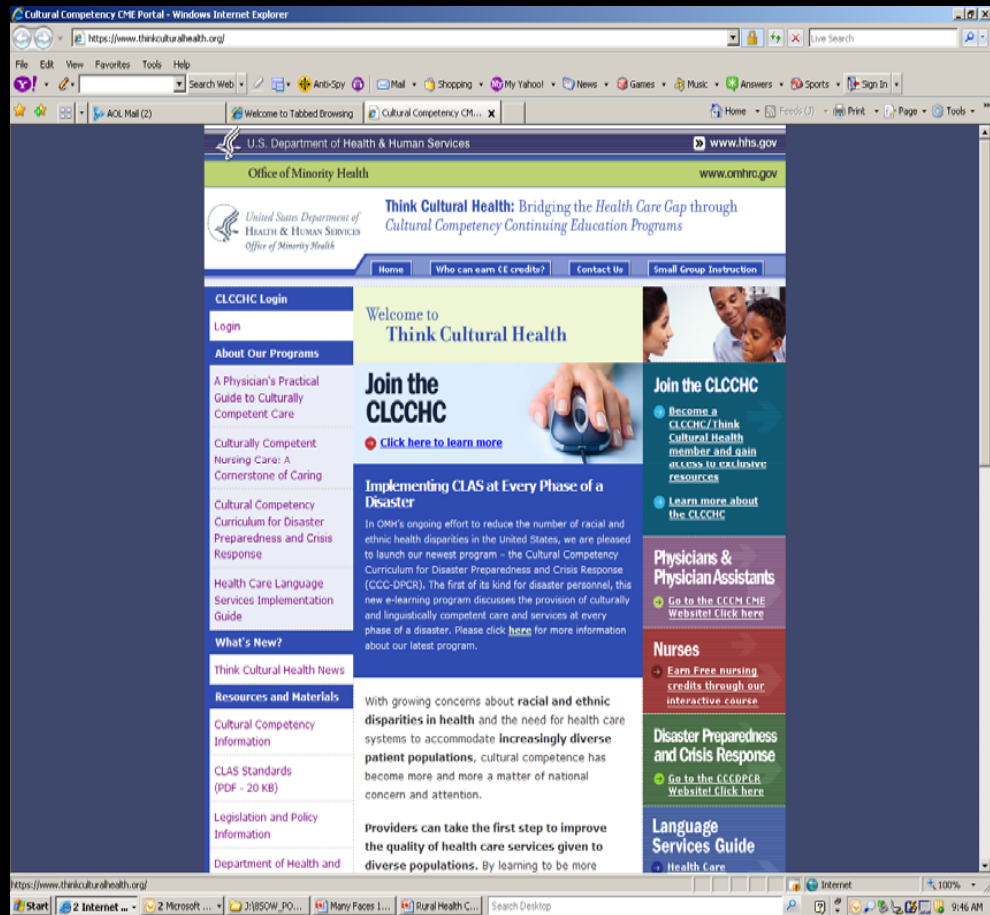 Cultural Competency CME Portal - Windows Internet Explorer
https://www.thinkculturalhealth.org/
Live Search
File Edit View Favorites Tools Help
Search Web Anti-Spy Mail Shopping My Yahoo! News Games Music Answers Sports Sign In
AOL Mail (2) Welcome to Tabbed Browsing Cultural Competency CM... Home Feeds (J) Print Page Tools
U.S. Department of Health & Human Services www.hhs.gov
Office of Minority Health www.omhrc.gov
United States Department of
Health & Human Services
Office of Minority Health
Think Cultural Health: Bridging the Health Care Gap through
Cultural Competency Continuing Education Programs
Home Who can earn CE credits? Contact Us Small Group Instruction
CLCCHC Login
Login
About Our Programs
A Physician's Practical
Guide to Culturally
Competent Care
Culturally Competent
Nursing Care: A
Cornerstone of Caring
Cultural Competency
Curriculum for Disaster
Preparedness and Crisis
Response
Health Care Language
Services Implementation
Guide
What's New?
Think Cultural Health News
Resources and Materials
Cultural Competency
Information
CLAS Standards
(PDF - 20 KB)
Legislation and Policy
Information
Department of Health and
Welcome to
Think Cultural Health
Join the
CLCCHC
Click here to learn more
Implementing CLAS at Every Phase of a
Disaster
In OMH's ongoing effort to reduce the number of racial and
ethnic health disparities in the United States, we are pleased
to launch our newest program – the Cultural Competency
Curriculum for Disaster Preparedness and Crisis Response
(CCC-DPCR). The first of its kind for disaster personnel, this
new e-learning program discusses the provision of culturally
and linguistically competent care and services at every
phase of a disaster. Please click here for more information
about our latest program.
With growing concerns about racial and ethnic
disparities in health and the need for health care
systems to accommodate increasingly diverse
patient populations, cultural competence has
become more and more a matter of national
concern and attention.
Providers can take the first step to improve
the quality of health care services given to
diverse populations. By learning to be more
Join the CLCCHC
Become a
CLCCHC/Think
Cultural Health
member and gain
access to exclusive
resources
Learn more about
the CLCCHC
Physicians &
Physician Assistants
Go to the CCCM CME
Website! Click here
Nurses
Earn Free nursing
credits through our
interactive course
Disaster Preparedness
and Crisis Response
Go to the CCCDPCR
Website! Click here
Language
Services Guide
Health Care
https://www.thinkculturalhealth.org/ Internet 100%
Start 2 Internet ... 2 Microsoft ... J:\8SOW_PO... Many Faces 1... Rural Health C... Search Desktop 9:46 AM